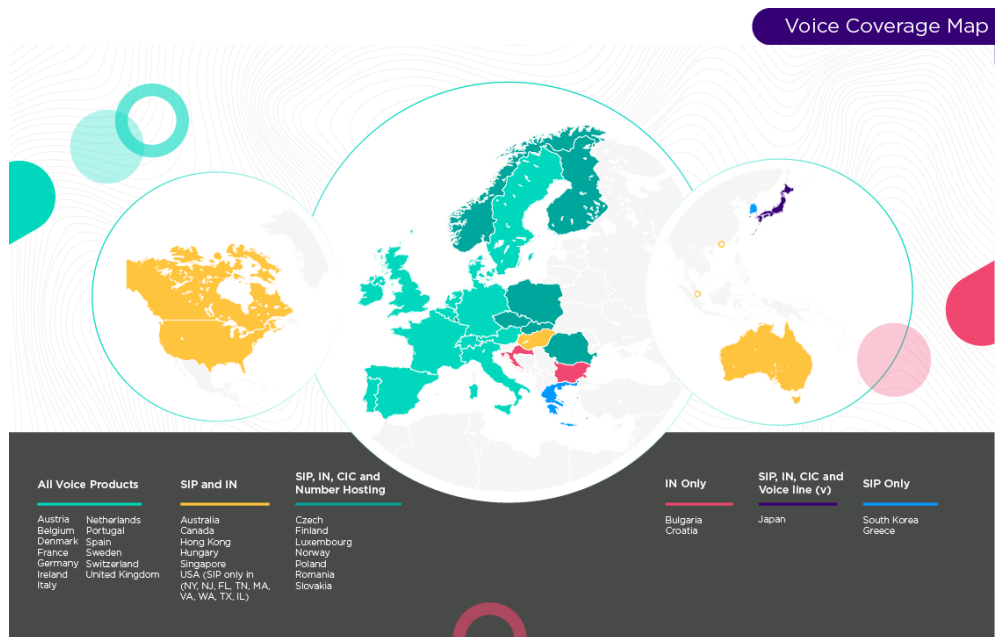 Voice Coverage Map
All Voice Products
Austria
Belgium
Denmark
France
Germany
Ireland
Italy
Netherlands
Portugal
Spain
Sweden
Switzerland
United Kingdom
SIP and IN
Australia
Canada
Hong Kong
Hungary
Singapore
USA (SIP only in
(NY, NJ, FL, TN, MA,
VA, WA, TX, IL)
SIP, IN, CIC and
Number Hosting
Czech
Finland
Luxembourg
Norway
Poland
Romania
Slovakia
IN Only
Bulgaria
Croatia
SIP, IN, CIC and
Voice line (v)
Japan
SIP Only
South Korea
Greece